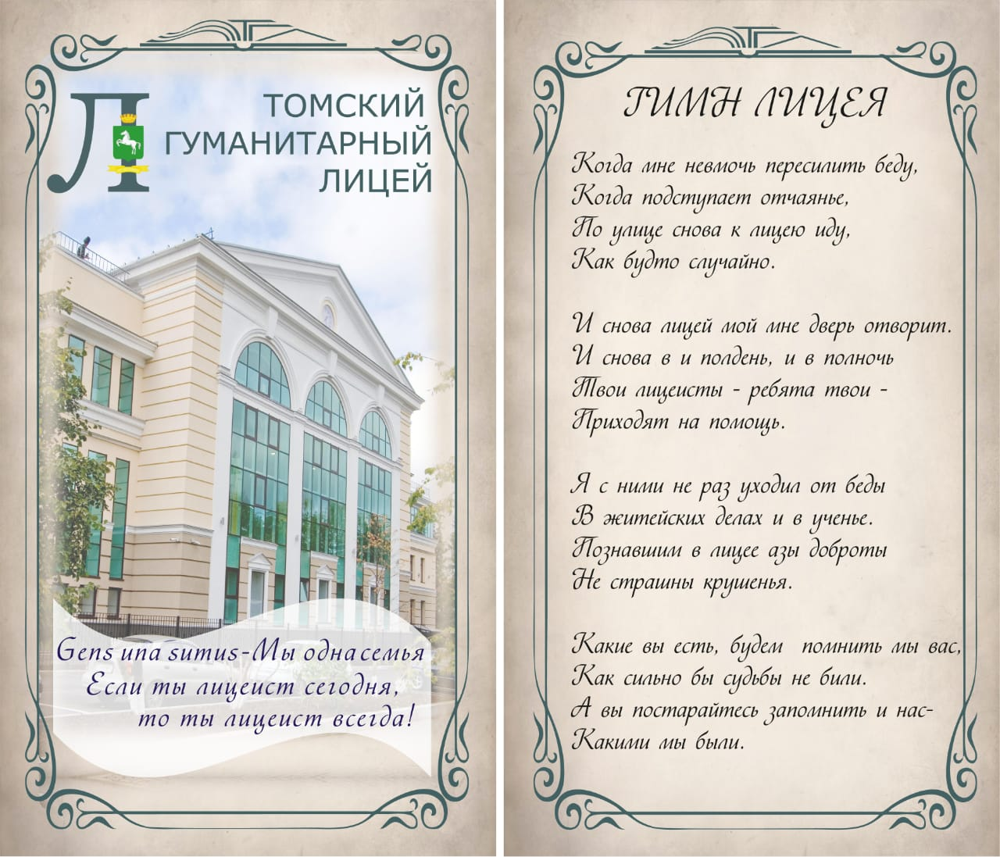 Л
ТОМСКИЙ
ГУМАНИТАРНЫЙ
ЛИЦЕЙ
Gens una sumus-Мы одна семья
Если ты лицеист сегодня,
то ты лицеист всегда!
ГИМН ЛИЦЕЯ
Когда мне невмочь пересилить беду,
Когда подступает отчаянье,
По улице снова к лицею иду,
Как будто случайно.
И снова лицей мой мне дверь отворит.
И снова в и полдень, и в полночь
Твои лицеисты - ребята твои -
Приходят на помощь.
Я с ними не раз уходил от беды
В житейских делах и в ученье.
Познавшим в лицее азы доброты
Не страшны крушенья.
Какие вы есть, будем помнить мы вас,
Как сильно бы судьбы не били.
А вы постарайтесь запомнить и нас-
Какими мы были.